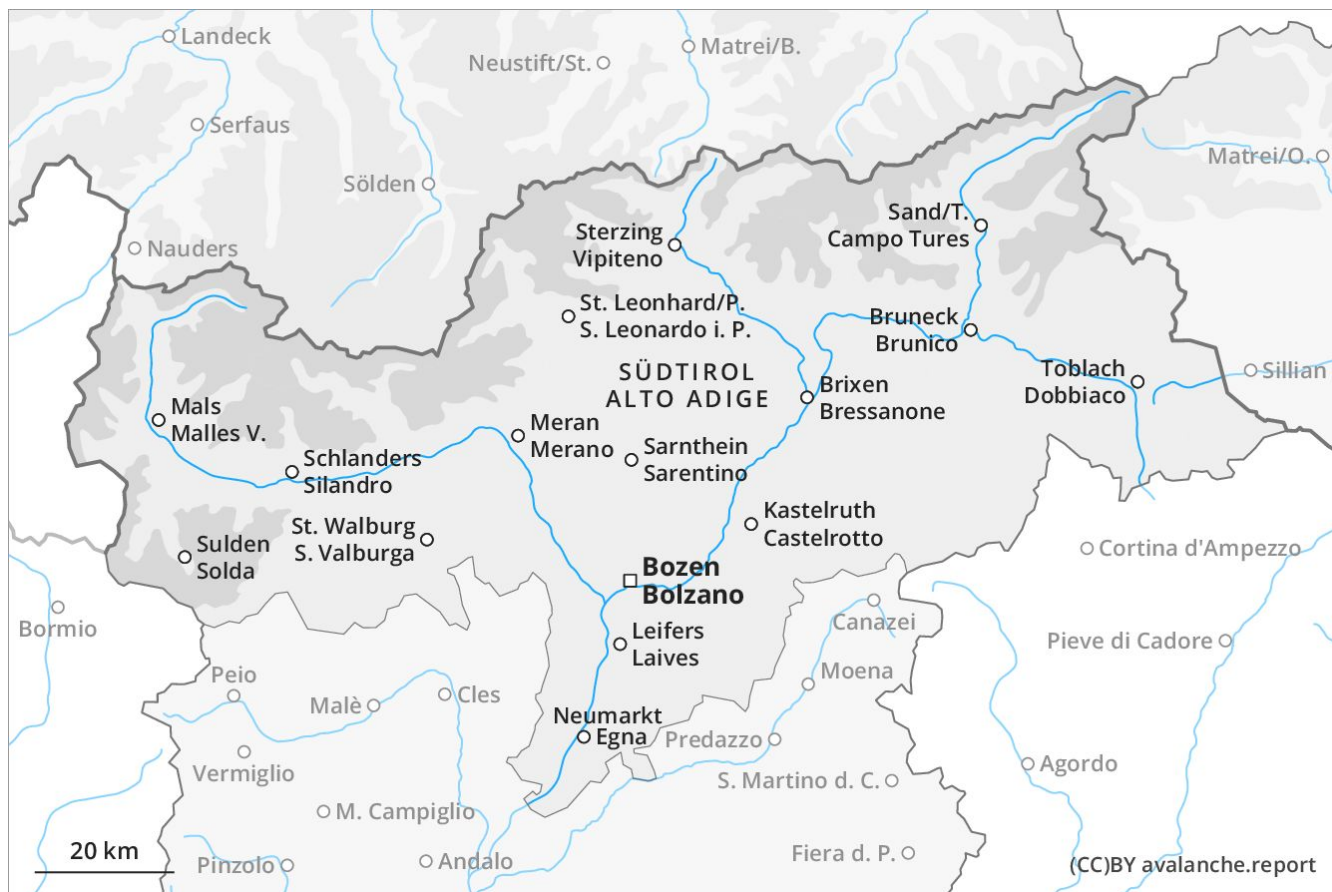 Landeck
Matrei/B.
Neustift/St.
Serfaus
Matrei/O.
Sölden
Sand/T.
Campo Tures
Sterzing
Vipiteno
Nauders
St. Leonhard/P.
S. Leonardo i. P.
Bruneck
Brunico
SÜDTIROL
ALTO ADIGE
Toblach
Dobbiaco
Sillian
Brixen
Bressanone
Mals
Malles V.
Meran
Merano
Sarnthein
Sarentino
Schlanders
Silandro
Kastelruth
Castelrotto
St. Walburg
S. Valburga
Sulden
Solda
Cortina d'Ampezzo
Bozen
Bolzano
Bormio
Canazei
Leifers
Laives
Pieve di Cadore
Peio
Moena
Malè
Cles
Neumarkt
Egna
Predazzo
Vermiglio
Agordo
S. Martino d. C.
M. Campiglio
20 km
Pinzolo
Andalo
Fiera d. P.
(CC)BY avalanche.report